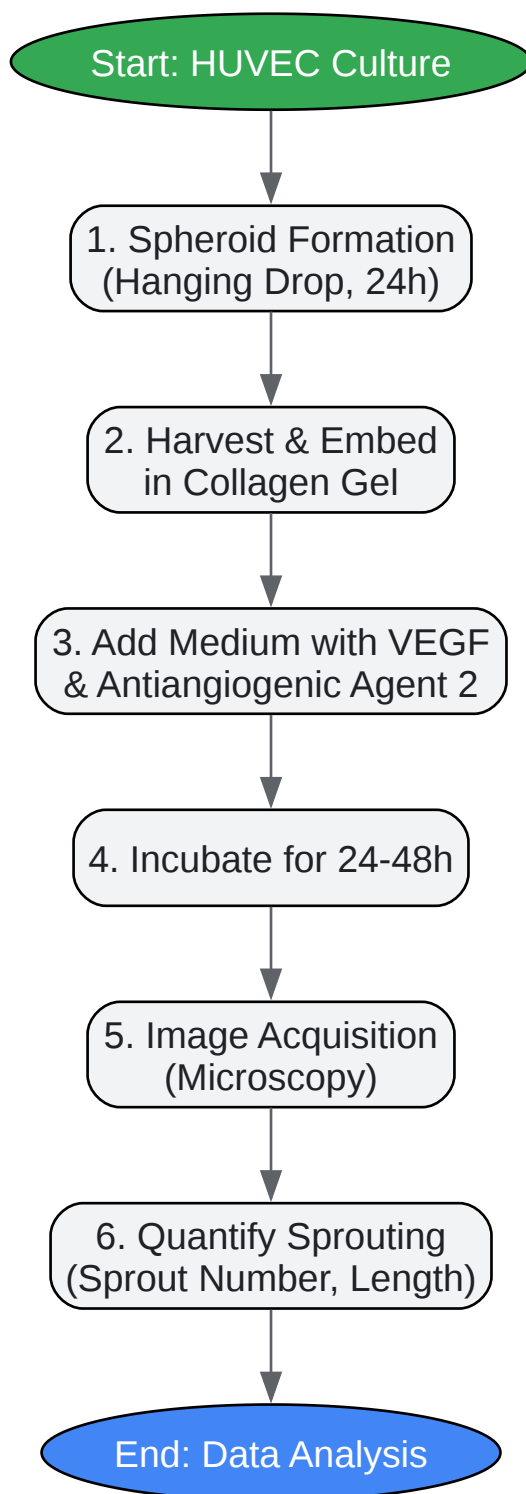 Start: HUVEC Culture
1. Spheroid Formation
(Hanging Drop, 24h)
2. Harvest & Embed
in Collagen Gel
3. Add Medium with VEGF
& Antiangiogenic Agent 2
4. Incubate for 24-48h
5. Image Acquisition
(Microscopy)
6. Quantify Sprouting
(Sprout Number, Length)
End: Data Analysis